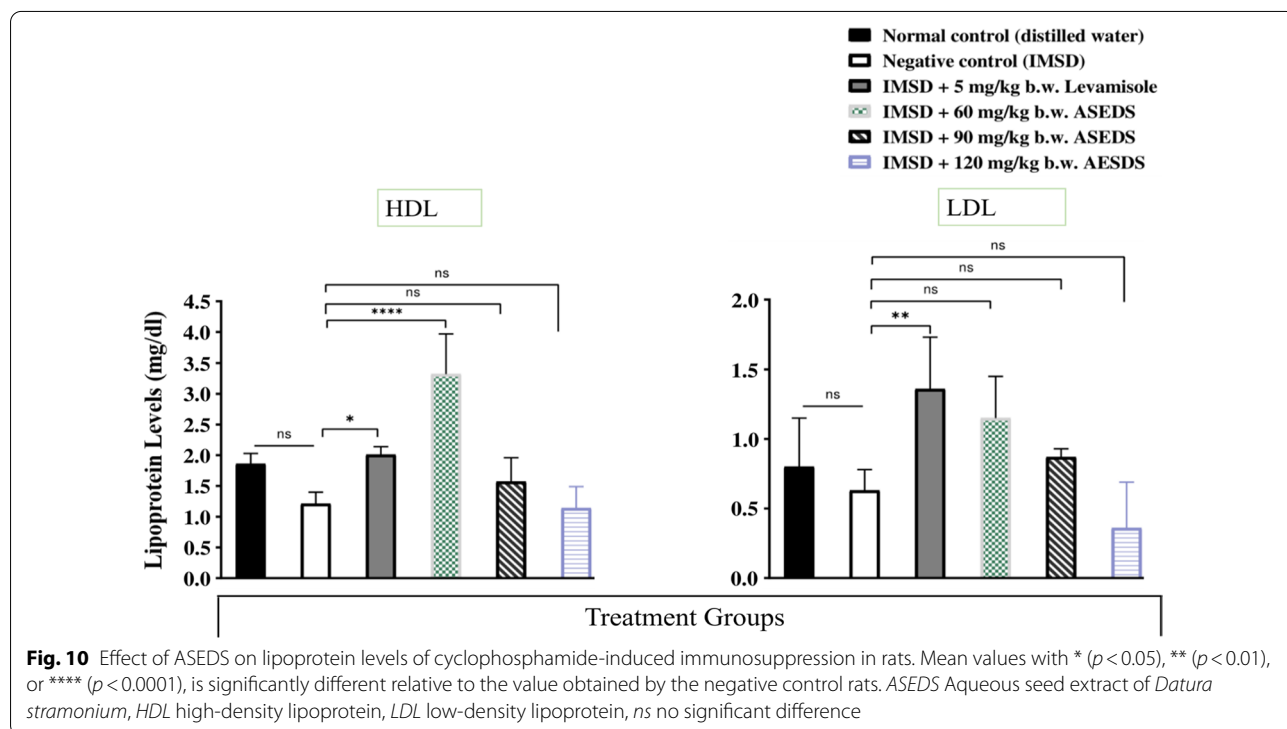 Normal control (distilled water)
Negative control (IMSD)
IMSD + 5 mg/kg b.w. Levamisole
IMSD + 60 mg/kg b.w. ASEDS
IMSD + 90 mg/kg b.w. ASEDS
IMSD + 120 mg/kg b.w. AESDS
HDL
LDL
Lipoprotein Levels (mg/dl)
4.5
4.0
3.5
3.0
2.5
2.0
1.5
1.0
0.5
0.0
ns
ns
****
*
ns
2.0
1.5
1.0
0.5
0.0
ns
ns
ns
**
ns
Treatment Groups
Fig. 10 Effect of ASEDS on lipoprotein levels of cyclophosphamide-induced immunosuppression in rats. Mean values with * (p < 0.05), ** (p < 0.01),
or **** (p < 0.0001), is significantly different relative to the value obtained by the negative control rats. ASEDS Aqueous seed extract of Datura
stramonium, HDL high-density lipoprotein, LDL low-density lipoprotein, ns no significant difference